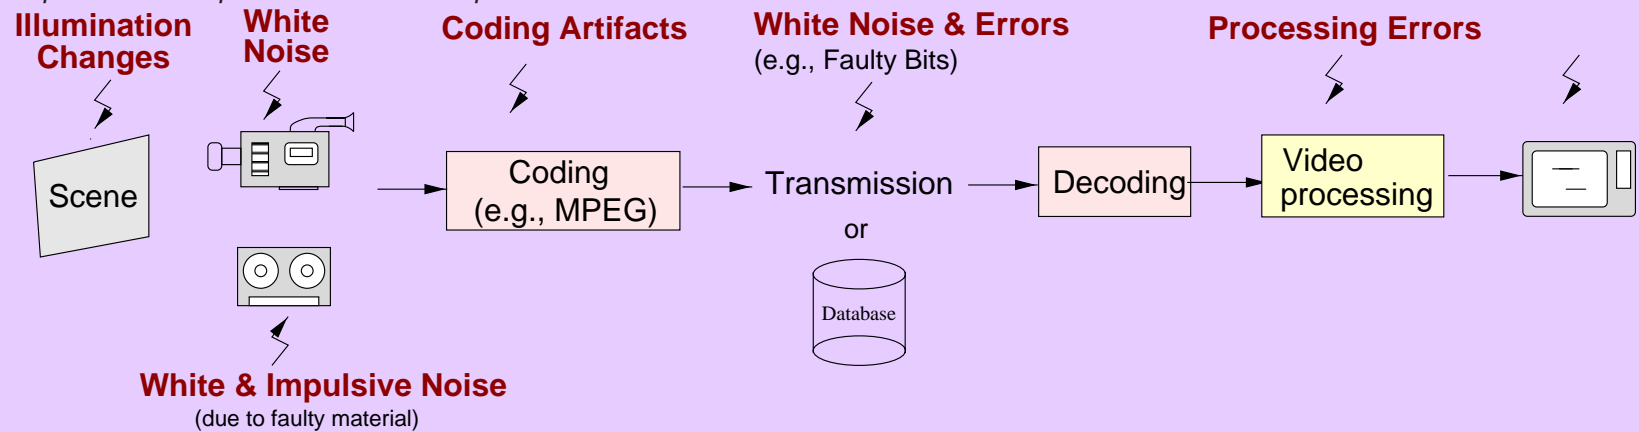 Illumination
Changes
White
Noise
Coding Artifacts
White Noise & Errors
(e.g., Faulty Bits)
Processing Errors
Scene
Coding
(e.g., MPEG)
Transmission
or
Database
Decoding
Video
processing
White & Impulsive Noise
(due to faulty material)